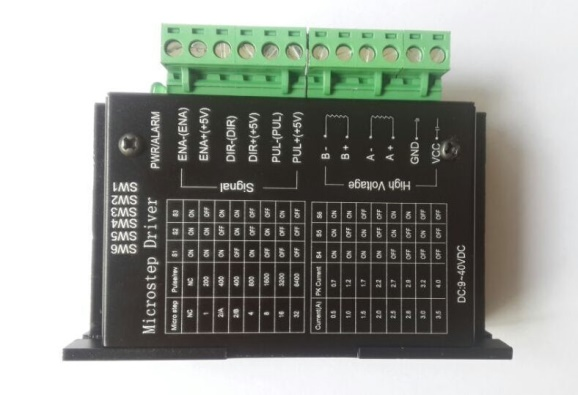 PWR/ALARM
ENA-(ENA)
ENA+(+5V)
DIR-(DIR)
DIR+(+5V)
PUL-(PUL)
PUL+(+5V)
B -
B +
A -
A +
GND
VCC
Signal
High Voltage
SW1
SW2
SW3
SW4
SW5
SW6
Microstep Driver
Micro step Pulse/rev S1 S2 S3
NC NC ON ON ON
1 200 ON ON OFF
2/A 400 ON OFF ON
2/B 400 OFF ON ON
4 800 ON OFF OFF
8 1600 OFF ON OFF
16 3200 OFF OFF ON
32 6400 OFF OFF OFF
Current(A) PK Current S4 S5 S6
0.5 0.7 ON ON ON
1.0 1.2 ON OFF ON
1.5 1.7 ON ON OFF
2.0 2.2 ON OFF OFF
2.5 2.7 OFF ON ON
2.8 2.9 OFF OFF ON
3.0 3.2 OFF ON OFF
3.5 4.0 OFF OFF OFF
DC:9~40VDC